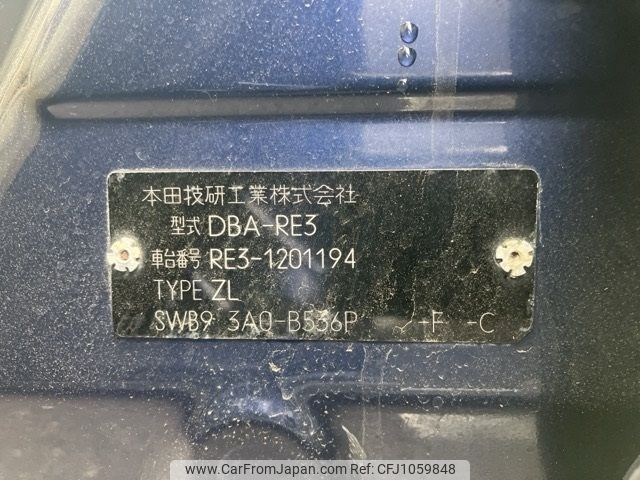 本田技研工業株式会社
型式 DBA-RE3
車台番号 RE3-1201194
TYPE ZL
SWB9 3A0-B536P -F -C
www.CarFromJapan.com Ref: CFJ1059848